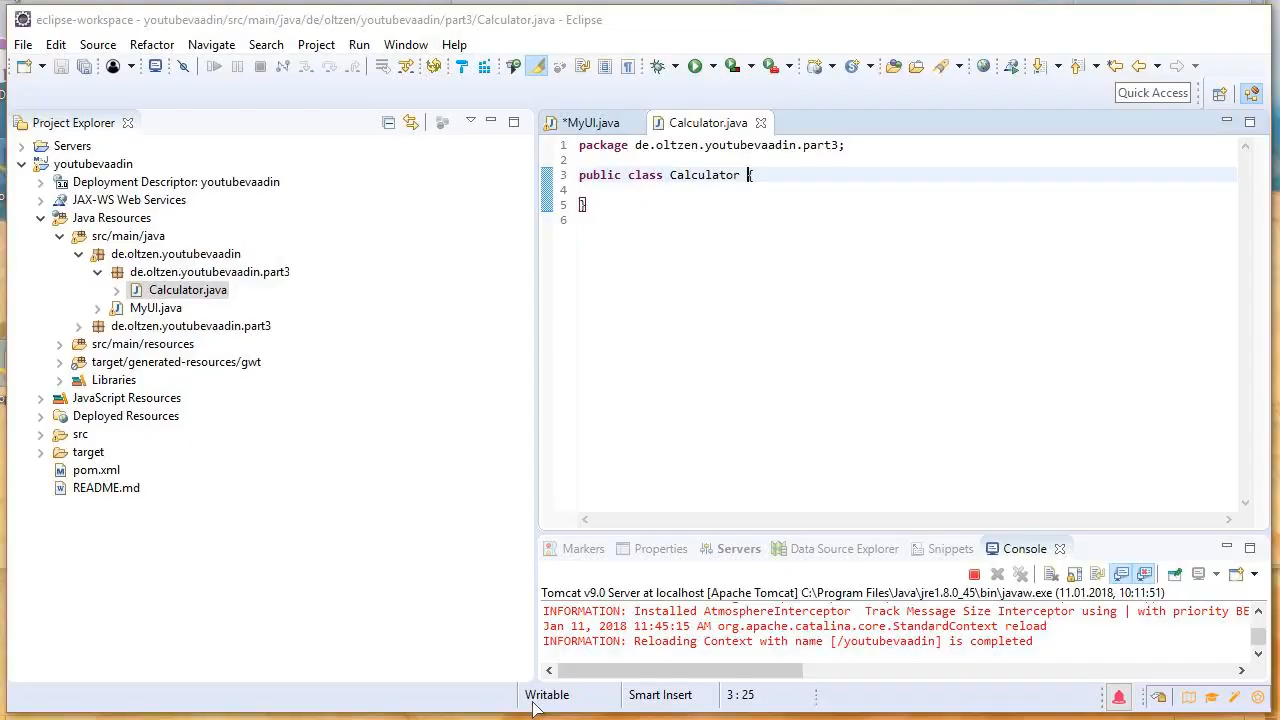 eclipse-workspace - youtubevaadin/src/main/java/de/oltzen/youtubevaadin/part3/Calculator.java - Eclipse
File Edit Source Refactor Navigate Search Project Run Window Help
Quick Access
Project Explorer
Servers
youtubevaadin
Deployment Descriptor: youtubevaadin
JAX-WS Web Services
Java Resources
src/main/java
de.oltzen.youtubevaadin
de.oltzen.youtubevaadin.part3
Calculator.java
MyUI.java
de.oltzen.youtubevaadin.part3
src/main/resources
target/generated-resources/gwt
Libraries
JavaScript Resources
Deployed Resources
src
target
pom.xml
README.md
*MyUI.java Calculator.java
1 package de.oltzen.youtubevaadin.part3;
2
3 public class Calculator {
4
5 }
6
Markers Properties Servers Data Source Explorer Snippets Console
Tomcat v9.0 Server at localhost [Apache Tomcat] C:\Program Files\Java\jre1.8.0_45\bin\javaw.exe (11.01.2018, 10:11:51)
INFORMATION: Installed AtmosphereInterceptor  Track Message Size Interceptor using | with priority BE
Jan 11, 2018 11:45:15 AM org.apache.catalina.core.StandardContext reload
INFORMATION: Reloading Context with name [/youtubevaadin] is completed
Writable Smart Insert 3 : 25